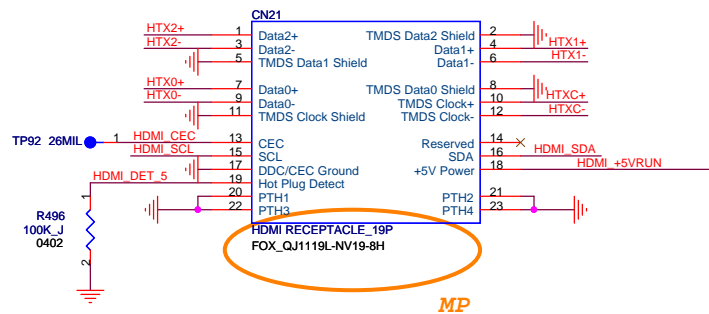 CN21
HTX2+ 1 Data2+ TMDS Data2 Shield 2
HTX2- 3 Data2- Data1+ 4 HTX1+
5 TMDS Data1 Shield Data1- 6 HTX1-
HTX0+ 7 Data0+ TMDS Data0 Shield 8
HTX0- 9 Data0- TMDS Clock+ 10 HTXC+
11 TMDS Clock Shield TMDS Clock- 12 HTXC-
TP92 26MIL 1 HDMI_CEC 13 CEC Reserved 14
HDMI_SCL 15 SCL SDA 16 HDMI_SDA
17 DDC/CEC Ground +5V Power 18 HDMI_+5VRUN
HDMI_DET_5 19 Hot Plug Detect
20 PTH1 PTH2 21
22 PTH3 PTH4 23
1
R496
100K_J
0402
2
HDMI RECEPTACLE_19P
FOX_QJ1119L-NV19-8H
MP